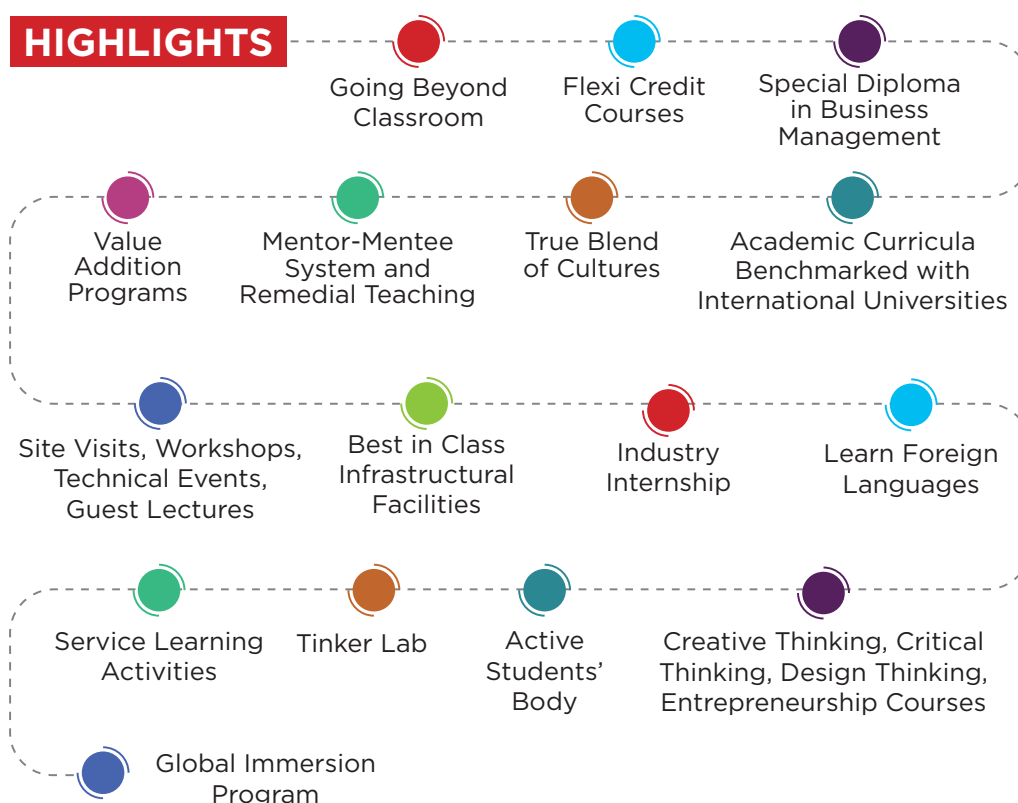 HIGHLIGHTS
Going Beyond
Classroom
Flexi Credit
Courses
Special Diploma
in Business
Management
Value
Addition
Programs
Mentor-Mentee
System and
Remedial Teaching
True Blend
of Cultures
Academic Curricula
Benchmarked with
International Universities
Site Visits, Workshops,
Technical Events,
Guest Lectures
Best in Class
Infrastructural
Facilities
Industry
Internship
Learn Foreign
Languages
Service Learning
Activities
Tinker Lab
Active
Students’
Body
Creative Thinking, Critical
Thinking, Design Thinking,
Entrepreneurship Courses
Global Immersion
Program